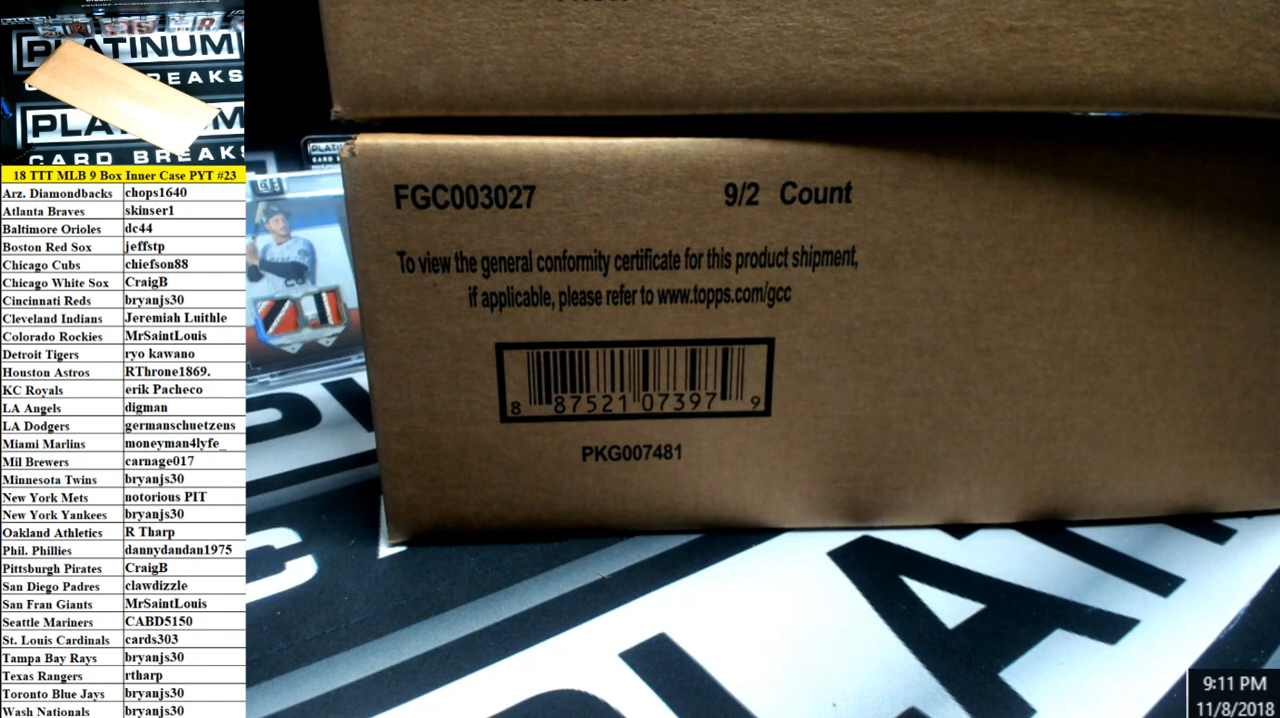 PLATINUM
BREAKS
PLATINUM
CARD BREAKS
18 TTT MLB 9 Box Inner Case PYT #23
Arz. Diamondbacks chops1640
Atlanta Braves skinser1
Baltimore Orioles dc44
Boston Red Sox jeffstp
Chicago Cubs chiefson88
Chicago White Sox CraigB
Cincinnati Reds bryanjs30
Cleveland Indians Jeremiah Luithle
Colorado Rockies MrSaintLouis
Detroit Tigers ryo kawano
Houston Astros RThrone1869.
KC Royals erik Pacheco
LA Angels digman
LA Dodgers germanschuetzens
Miami Marlins moneyman4lyfe_
Mil Brewers carnage017
Minnesota Twins bryanjs30
New York Mets notorious PIT
New York Yankees bryanjs30
Oakland Athletics R Tharp
Phil. Phillies dannydandan1975
Pittsburgh Pirates CraigB
San Diego Padres clawdizzle
San Fran Giants MrSaintLouis
Seattle Mariners CABD5150
St. Louis Cardinals cards303
Tampa Bay Rays bryanjs30
Texas Rangers rtharp
Toronto Blue Jays bryanjs30
Wash Nationals bryanjs30
FGC003027 9/2 Count
To view the general conformity certificate for this product shipment,
if applicable, please refer to www.topps.com/gcc
8 87521 07397 9
PKG007481
9:11 PM
11/8/2018